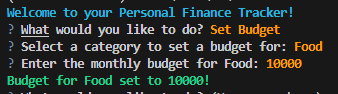 Welcome to your Personal Finance Tracker!
? What would you like to do? Set Budget
? Select a category to set a budget for: Food
? Enter the monthly budget for Food: 10000
Budget for Food set to 10000!